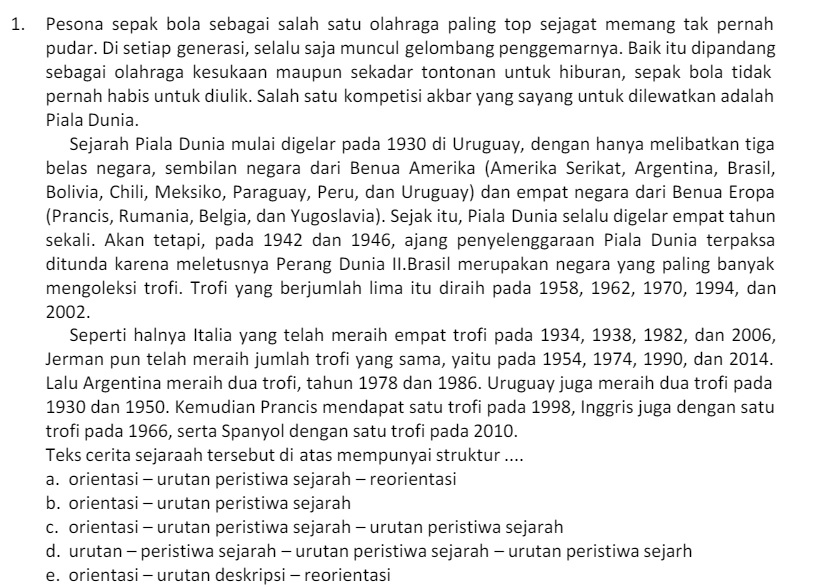 1. Pesona sepak bola sebagai salah satu olahraga paling top sejagat memang tak pernah
pudar. Di setiap generasi, selalu saja muncul gelombang penggemarnya. Baik itu dipandang
sebagai olahraga kesukaan maupun sekadar tontonan untuk hiburan, sepak bola tidak
pernah habis untuk diulik. Salah satu kompetisi akbar yang sayang untuk dilewatkan adalah
Piala Dunia.
Sejarah Piala Dunia mulai digelar pada 1930 di Uruguay, dengan hanya melibatkan tiga
belas negara, sembilan negara dari Benua Amerika (Amerika Serikat, Argentina, Brasil,
Bolivia, Chili, Meksiko, Paraguay, Peru, dan Uruguay) dan empat negara dari Benua Eropa
(Prancis, Rumania, Belgia, dan Yugoslavia). Sejak itu, Piala Dunia selalu digelar empat tahun
sekali. Akan tetapi, pada 1942 dan 1946, ajang penyelenggaraan Piala Dunia terpaksa
ditunda karena meletusnya Perang Dunia II.Brasil merupakan negara yang paling banyak
mengoleksi trofi. Trofi yang berjumlah lima itu diraih pada 1958, 1962, 1970, 1994, dan
2002.
Seperti halnya Italia yang telah meraih empat trofi pada 1934, 1938, 1982, dan 2006,
Jerman pun telah meraih jumlah trofi yang sama, yaitu pada 1954, 1974, 1990, dan 2014.
Lalu Argentina meraih dua trofi, tahun 1978 dan 1986. Uruguay juga meraih dua trofi pada
1930 dan 1950. Kemudian Prancis mendapat satu trofi pada 1998, Inggris juga dengan satu
trofi pada 1966, serta Spanyol dengan satu trofi pada 2010.
Teks cerita sejaraah tersebut di atas mempunyai struktur ....
a. orientasi – urutan peristiwa sejarah – reorientasi
b. orientasi – urutan peristiwa sejarah
c. orientasi – urutan peristiwa sejarah – urutan peristiwa sejarah
d. urutan – peristiwa sejarah – urutan peristiwa sejarah – urutan peristiwa sejarh
e. orientasi – urutan deskripsi – reorientasi